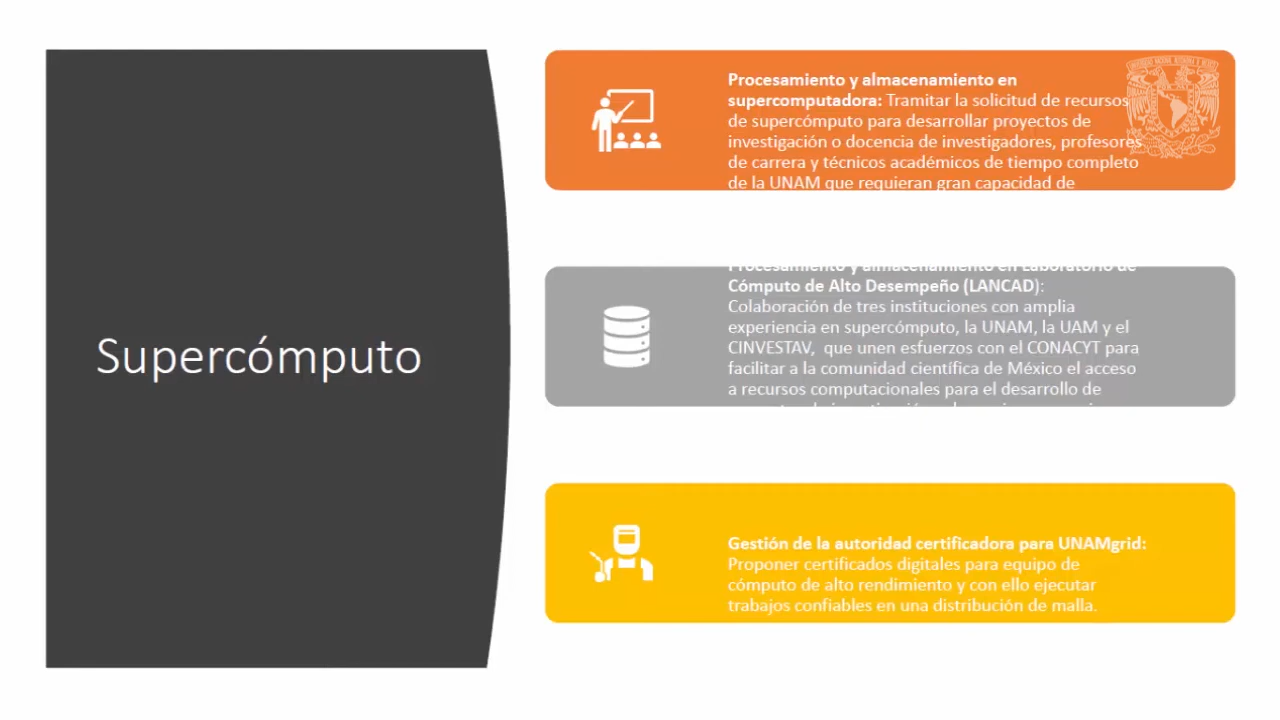 Supercómputo
Procesamiento y almacenamiento en
supercomputadora: Tramitar la solicitud de recursos
de supercómputo para desarrollar proyectos de
investigación o docencia de investigadores, profesores
de carrera y técnicos académicos de tiempo completo
de la UNAM que requieran gran capacidad de
Procesamiento y almacenamiento en Laboratorio de
Cómputo de Alto Desempeño (LANCAD):
Colaboración de tres instituciones con amplia
experiencia en supercómputo, la UNAM, la UAM y el
CINVESTAV, que unen esfuerzos con el CONACYT para
facilitar a la comunidad científica de México el acceso
a recursos computacionales para el desarrollo de
Gestión de la autoridad certificadora para UNAMgrid:
Proponer certificados digitales para equipo de
cómputo de alto rendimiento y con ello ejecutar
trabajos confiables en una distribución de malla.